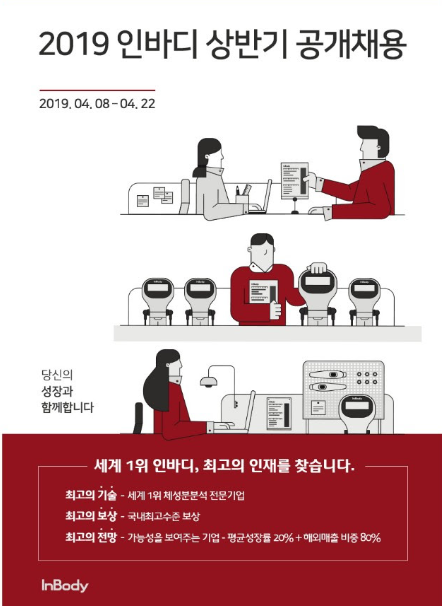 2019 인바디 상반기 공개채용
2019. 04. 08 – 04. 22
당신의
성장과
함께합니다
세계 1위 인바디, 최고의 인재를 찾습니다.
최고의 기술 - 세계 1위 체성분분석 전문기업
최고의 보상 - 국내최고수준 보상
최고의 전망 - 가능성을 보여주는 기업 - 평균성장률 20% + 해외매출 비중 80%
InBody